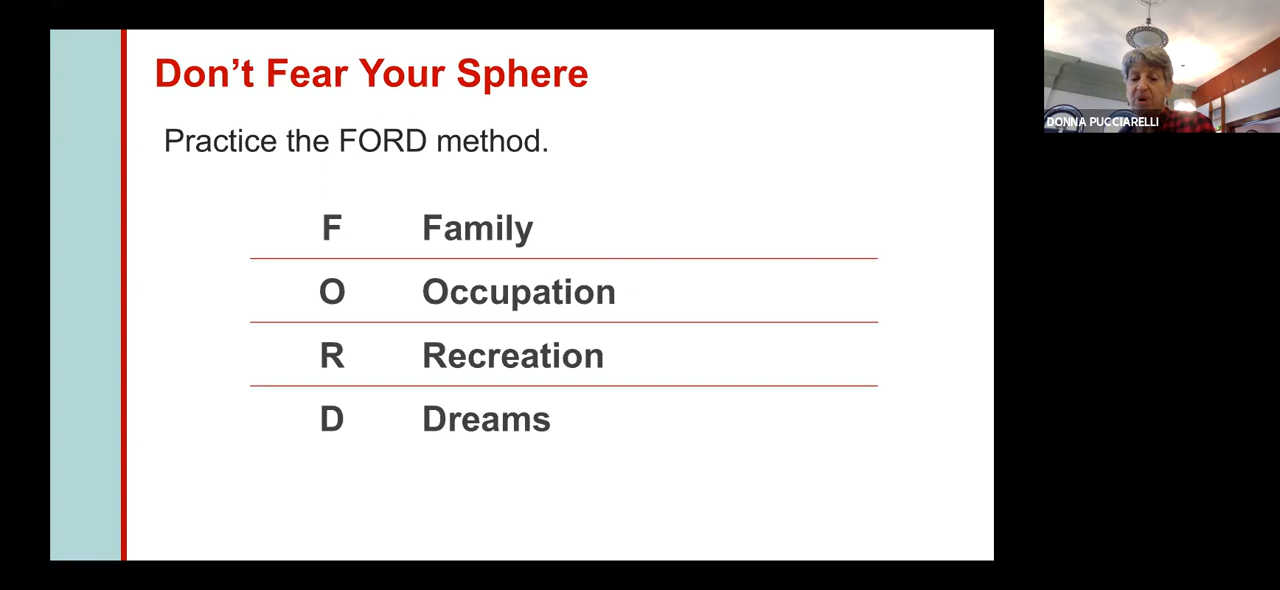 Don’t Fear Your Sphere
Practice the FORD method.
F Family
O Occupation
R Recreation
D Dreams
DONNA PUCCIARELLI